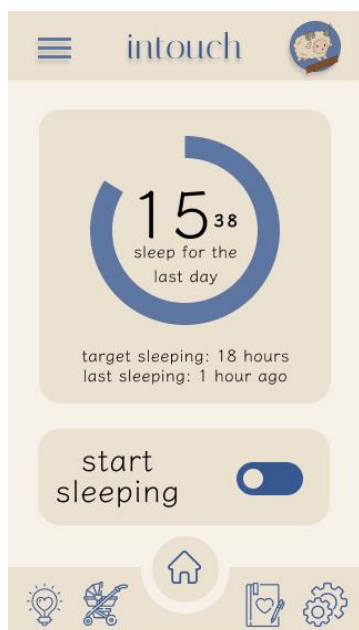 intouch
15 38
sleep for the
last day
target sleeping: 18 hours
last sleeping: 1 hour ago
start
sleeping